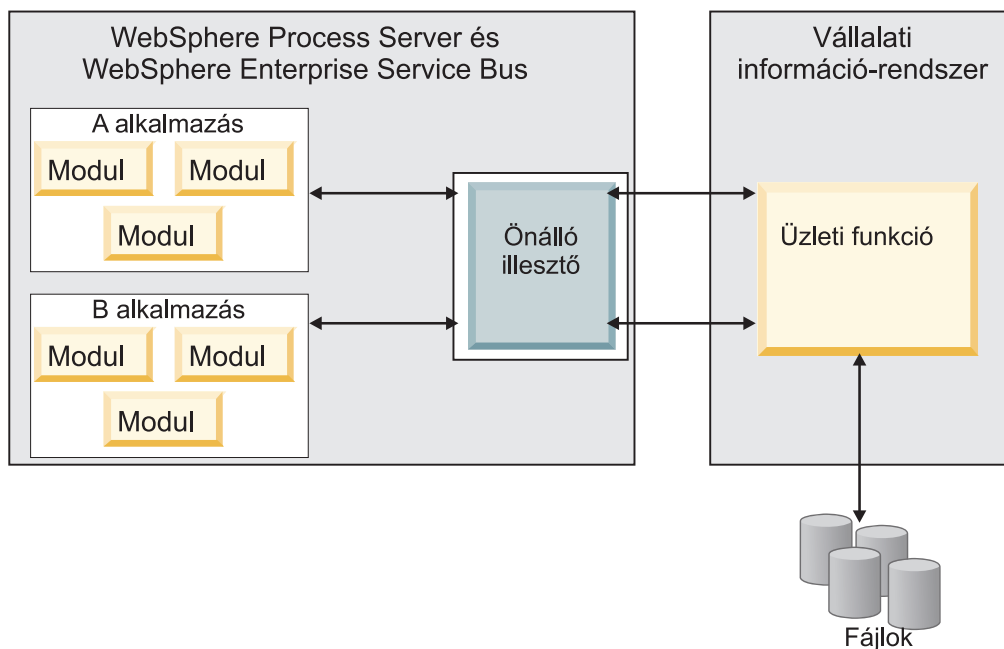 WebSphere Process Server és
WebSphere Enterprise Service Bus
A alkalmazás
Modul
Modul
Modul
B alkalmazás
Modul
Modul
Modul
Önálló
illesztő
Vállalati
információ-rendszer
Üzleti funkció
Fájlok